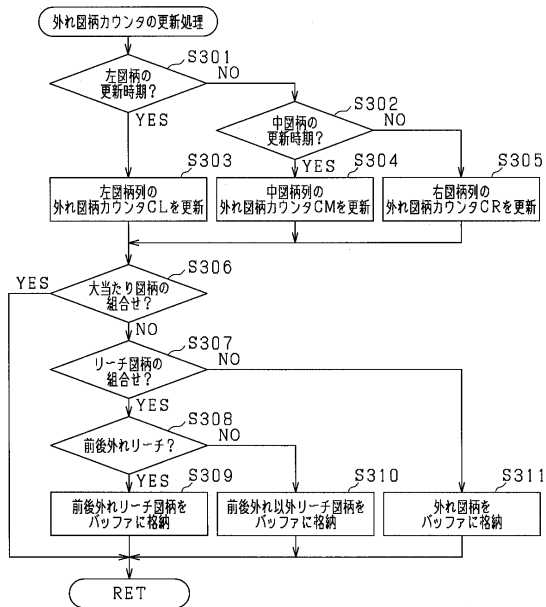 外れ図柄カウンタの更新処理
S301
左図柄の
更新時期?
NO
YES
S302
中図柄の
更新時期?
NO
YES
S303
左図柄列の
外れ図柄カウンタCLを更新
S304
中図柄列の
外れ図柄カウンタCMを更新
S305
右図柄列の
外れ図柄カウンタCRを更新
S306
YES
大当たり図柄の
組合せ?
NO
S307
リーチ図柄の
組合せ?
NO
YES
S308
前後外れリーチ?
NO
YES
S309
前後外れリーチ図柄を
バッファに格納
S310
前後外れ以外リーチ図柄を
バッファに格納
S311
外れ図柄を
バッファに格納
RET